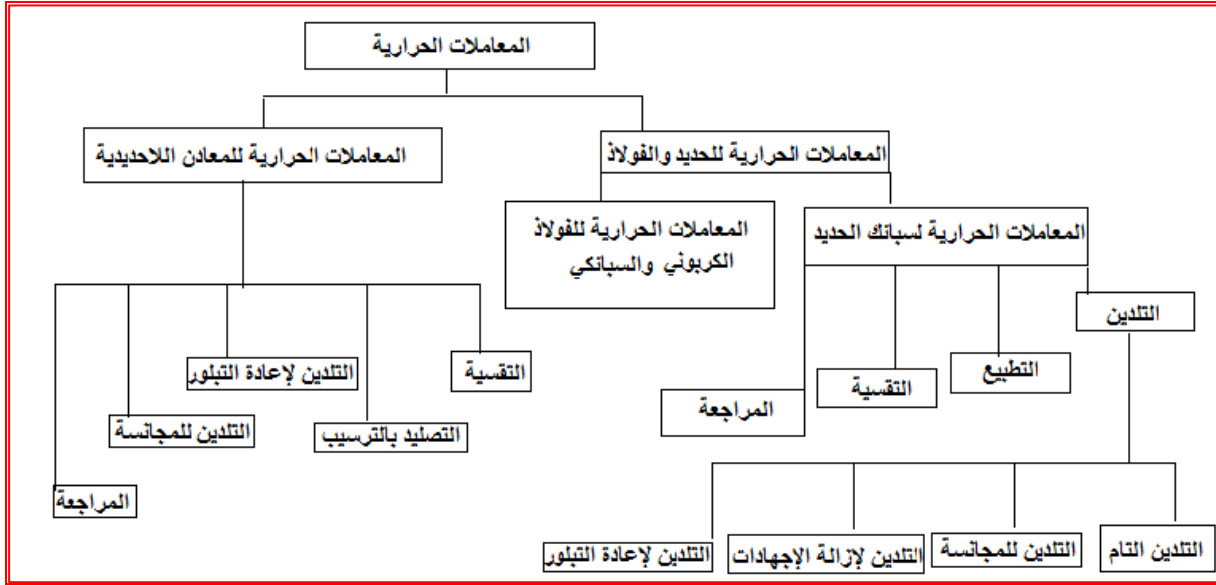 المعاملات الحرارية
المعاملات الحرارية للحديد والفولاذ
المعاملات الحرارية للمعادن اللاحديدية
المعاملات الحرارية لسبائك الحديد
المعاملات الحرارية للفولاذ
الكربوني والسبائكي
التلدين
التطبيع
التقسية
المراجعة
التقسية
التلدين لإعادة التبلور
التصليد بالترسيب
التلدين للمجانسة
المراجعة
التلدين التام
التلدين للمجانسة
التلدين لإزالة الإجهادات
التلدين لإعادة التبلور